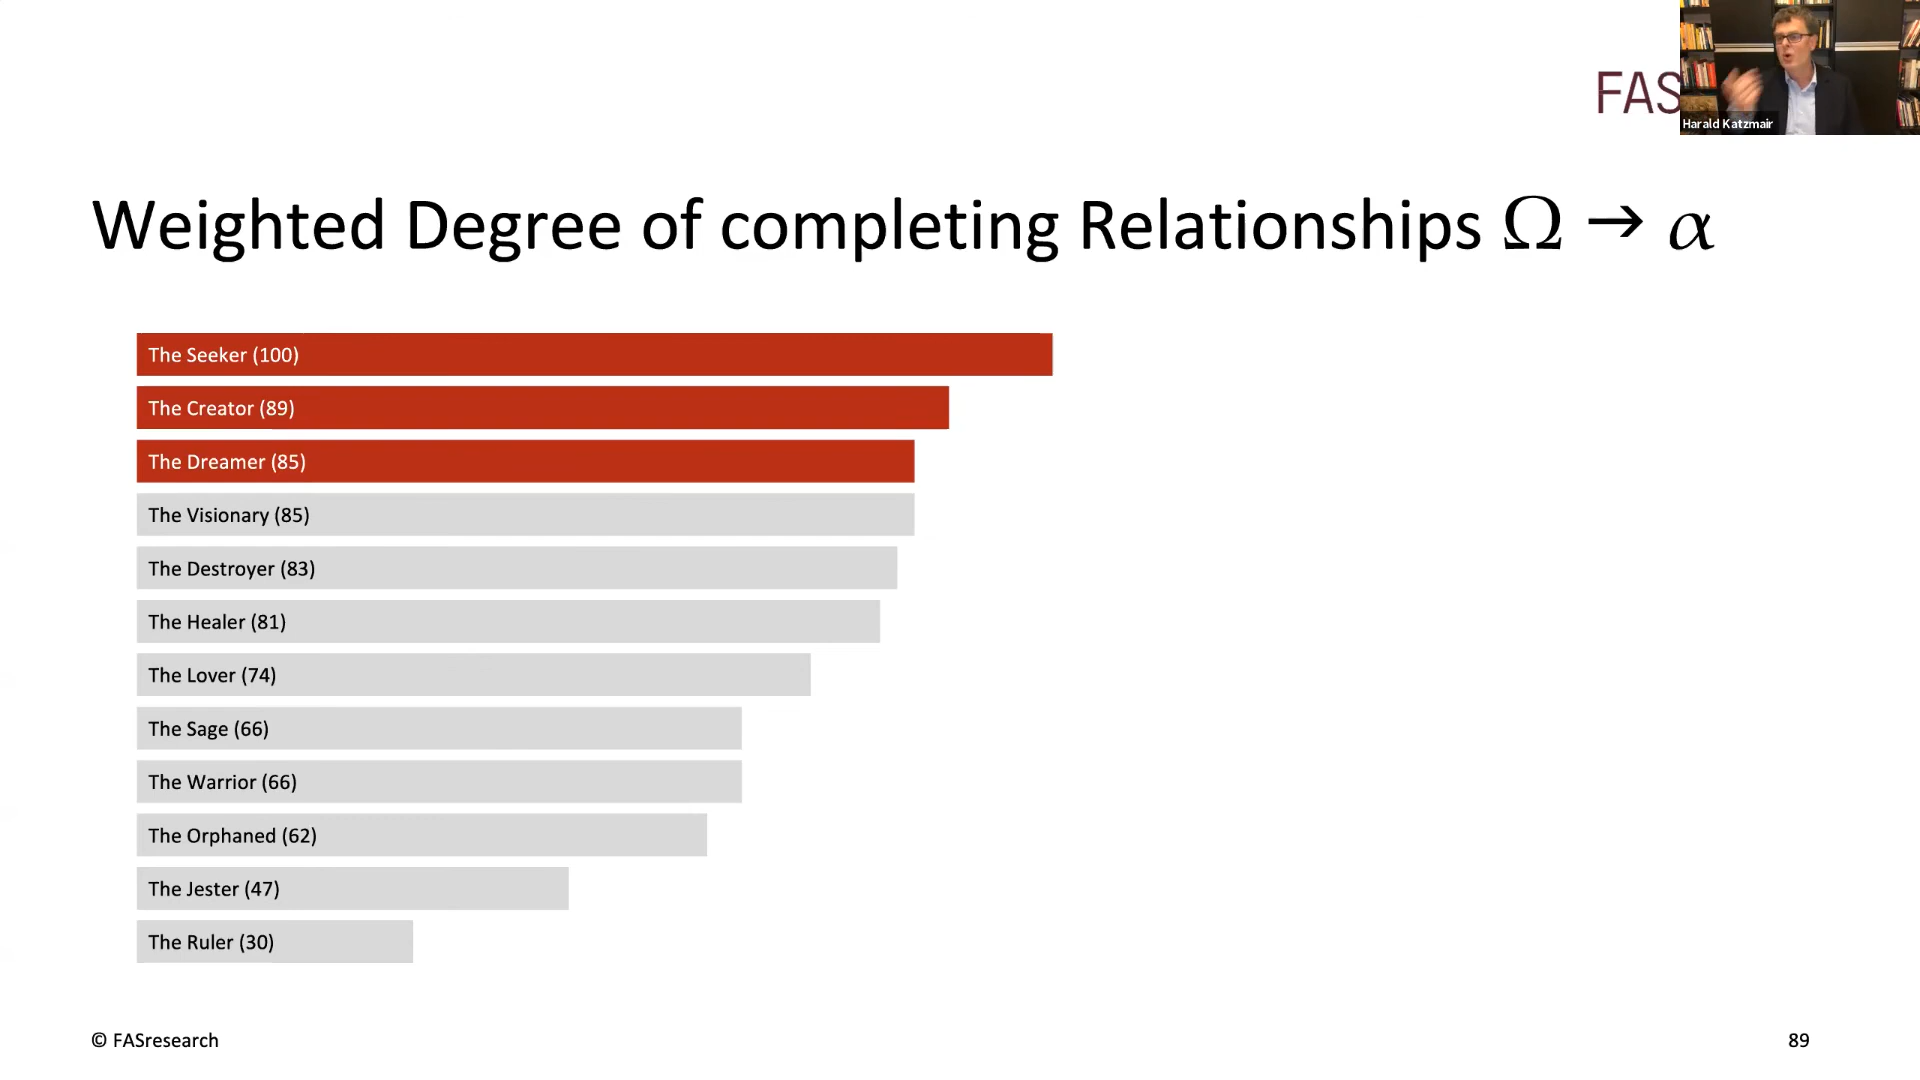 FAS
Harald Katzmair
Weighted Degree of completing Relationships Ω → α
The Seeker (100)
The Creator (89)
The Dreamer (85)
The Visionary (85)
The Destroyer (83)
The Healer (81)
The Lover (74)
The Sage (66)
The Warrior (66)
The Orphaned (62)
The Jester (47)
The Ruler (30)
© FASresearch
89